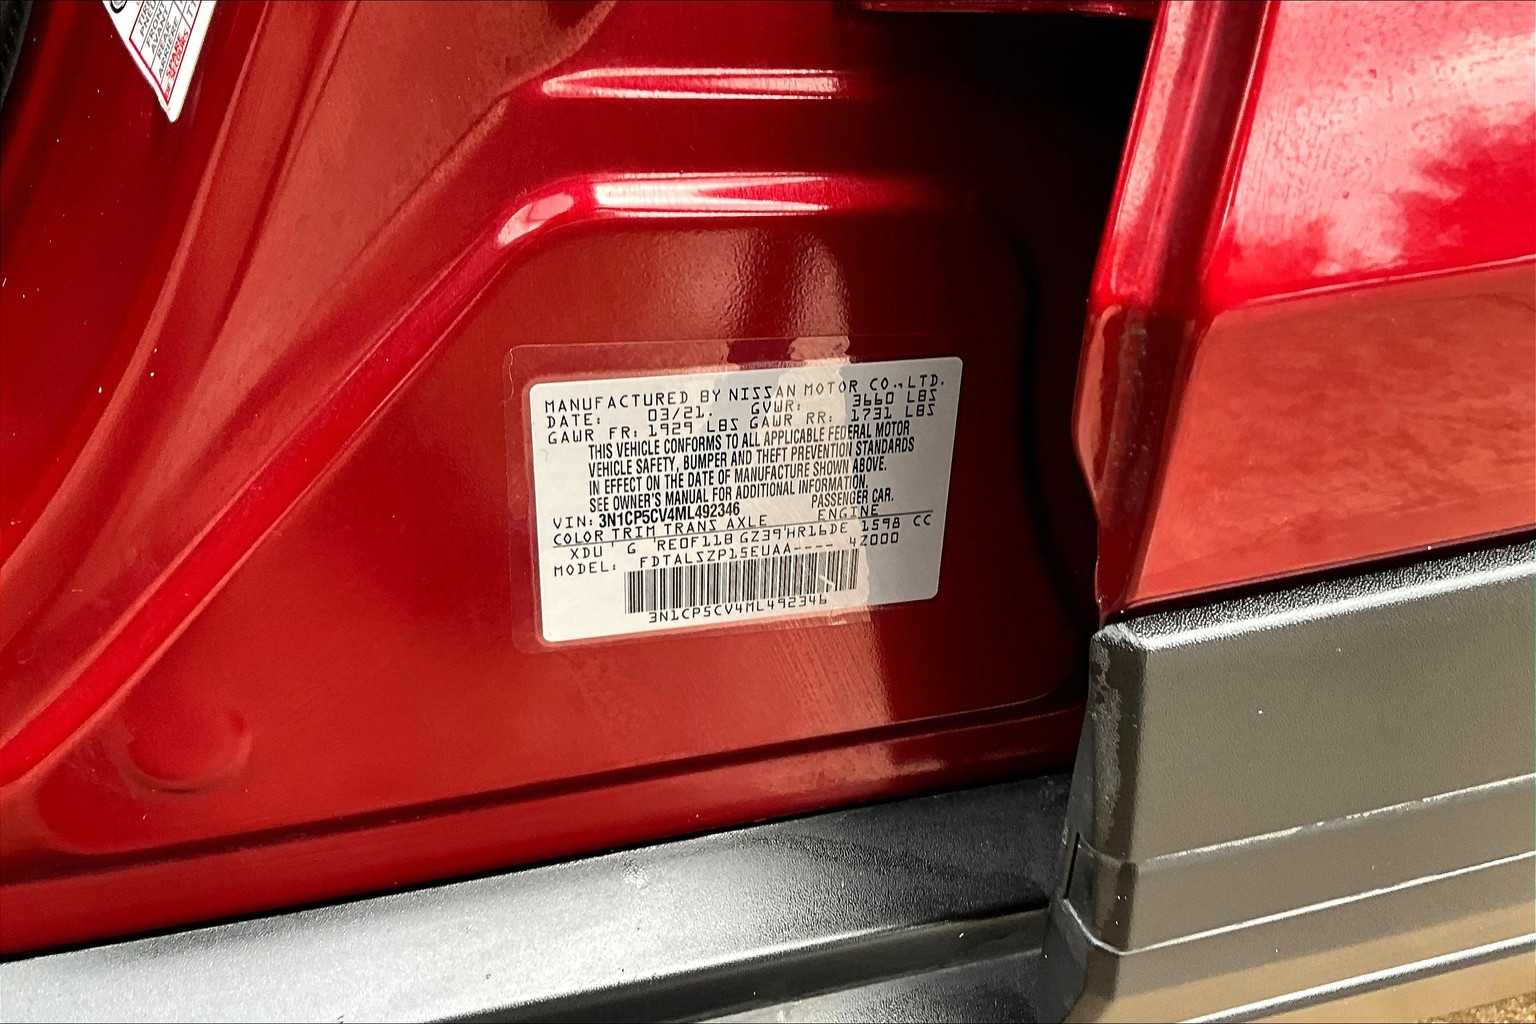 MANUFACTURED BY NISSAN MOTOR CO.,LTD.
DATE: 03/21. GVWR: 3660 LBS
GAWR FR: 1929 LBS GAWR RR: 1731 LBS
THIS VEHICLE CONFORMS TO ALL APPLICABLE FEDERAL MOTOR
VEHICLE SAFETY, BUMPER AND THEFT PREVENTION STANDARDS
IN EFFECT ON THE DATE OF MANUFACTURE SHOWN ABOVE.
SEE OWNER'S MANUAL FOR ADDITIONAL INFORMATION.
PASSENGER CAR.
VIN: 3N1CP5CV4ML492346
COLOR TRIM TRANS AXLE ENGINE
XDU G RE0F11B GZ39 HR16DE 1598 CC
MODEL: FDTALSZP15EUAA---- 4Z000
3N1CP5CV4ML492346